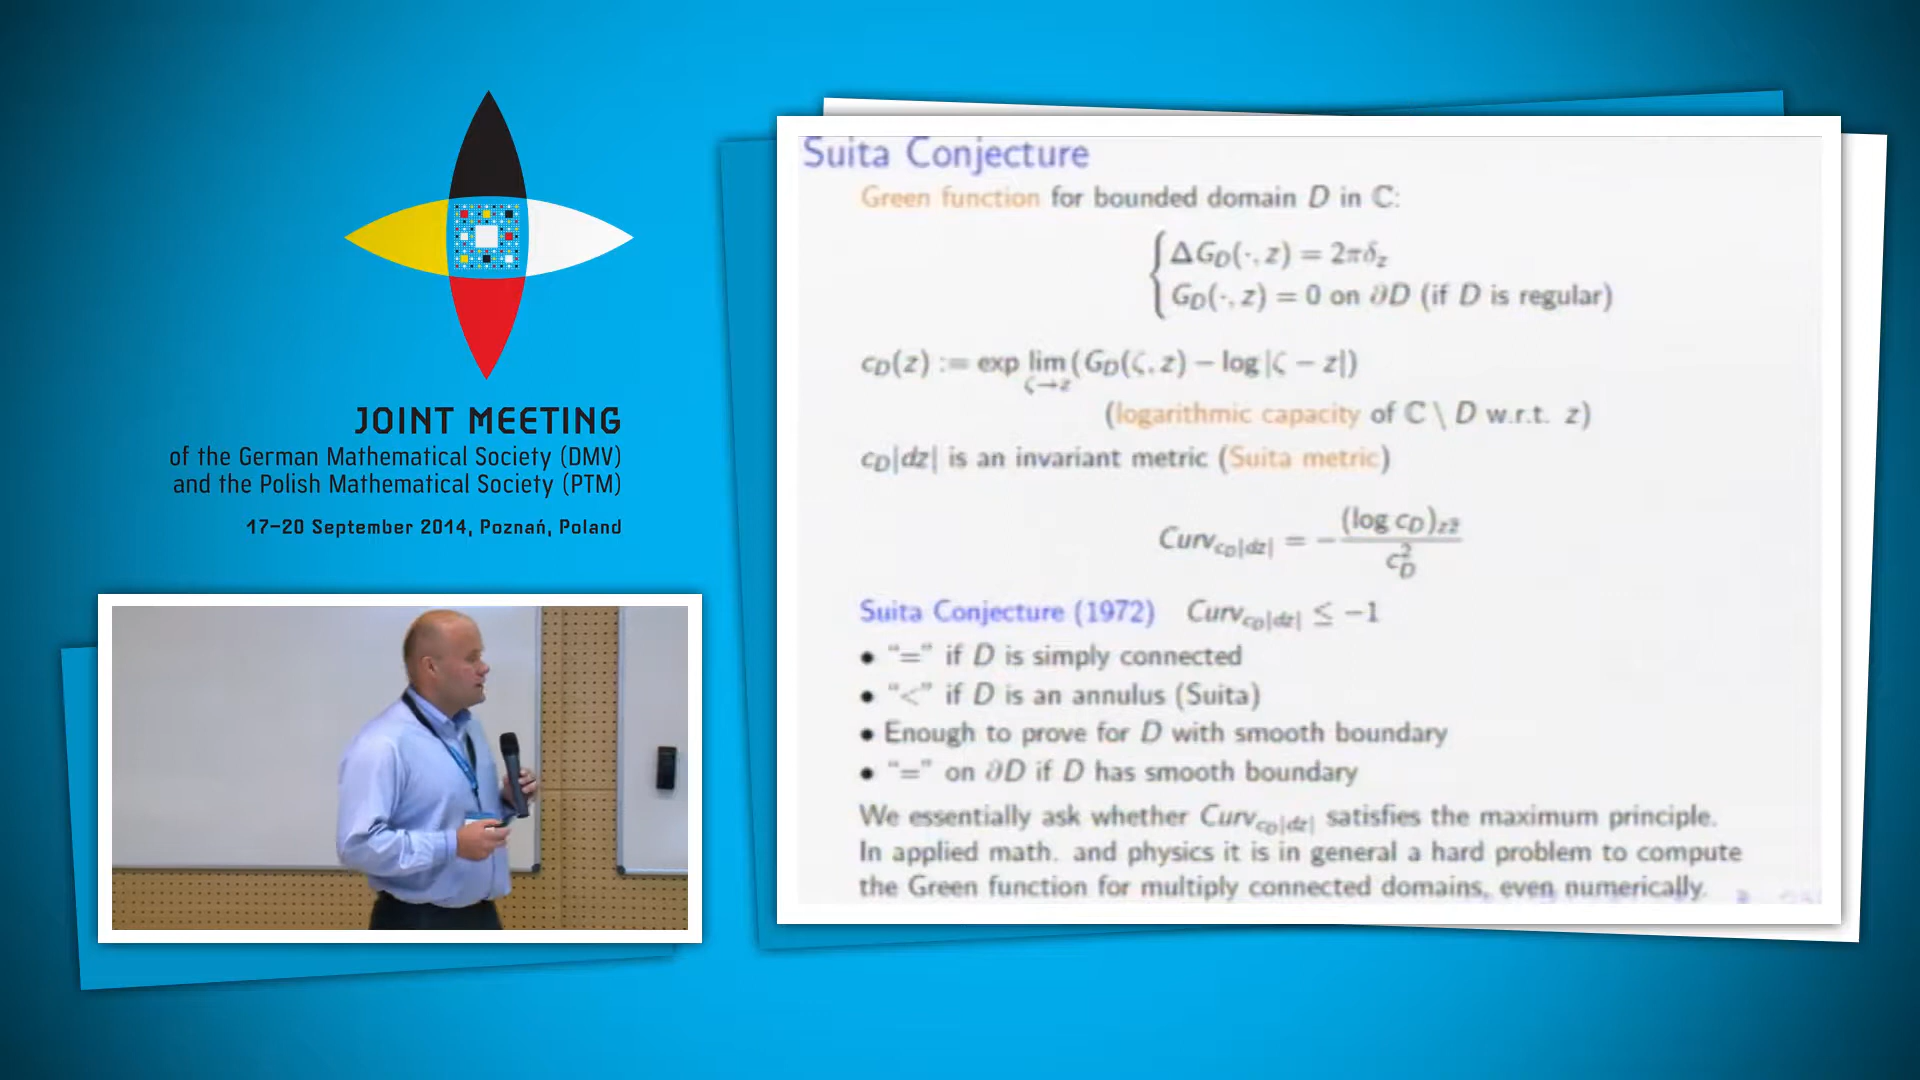 JOINT MEETING
of the German Mathematical Society (DMV)
and the Polish Mathematical Society (PTM)
17–20 September 2014, Poznań, Poland
Suita Conjecture
Green function for bounded domain D in ℂ:
{ ΔG_D(·, z) = 2πδ_z
G_D(·, z) = 0 on ∂D (if D is regular)
c_D(z) := exp lim_{ζ→z} (G_D(ζ, z) − log |ζ − z|)
(logarithmic capacity of ℂ \ D w.r.t. z)
c_D|dz| is an invariant metric (Suita metric)
Curv_{c_D|dz|} = − (log c_D)_{z z̄} / c_D^2
Suita Conjecture (1972) Curv_{c_D|dz|} ≤ −1
● “=” if D is simply connected
● “<” if D is an annulus (Suita)
● Enough to prove for D with smooth boundary
● “=” on ∂D if D has smooth boundary
We essentially ask whether Curv_{c_D|dz|} satisfies the maximum principle.
In applied math. and physics it is in general a hard problem to compute
the Green function for multiply connected domains, even numerically.